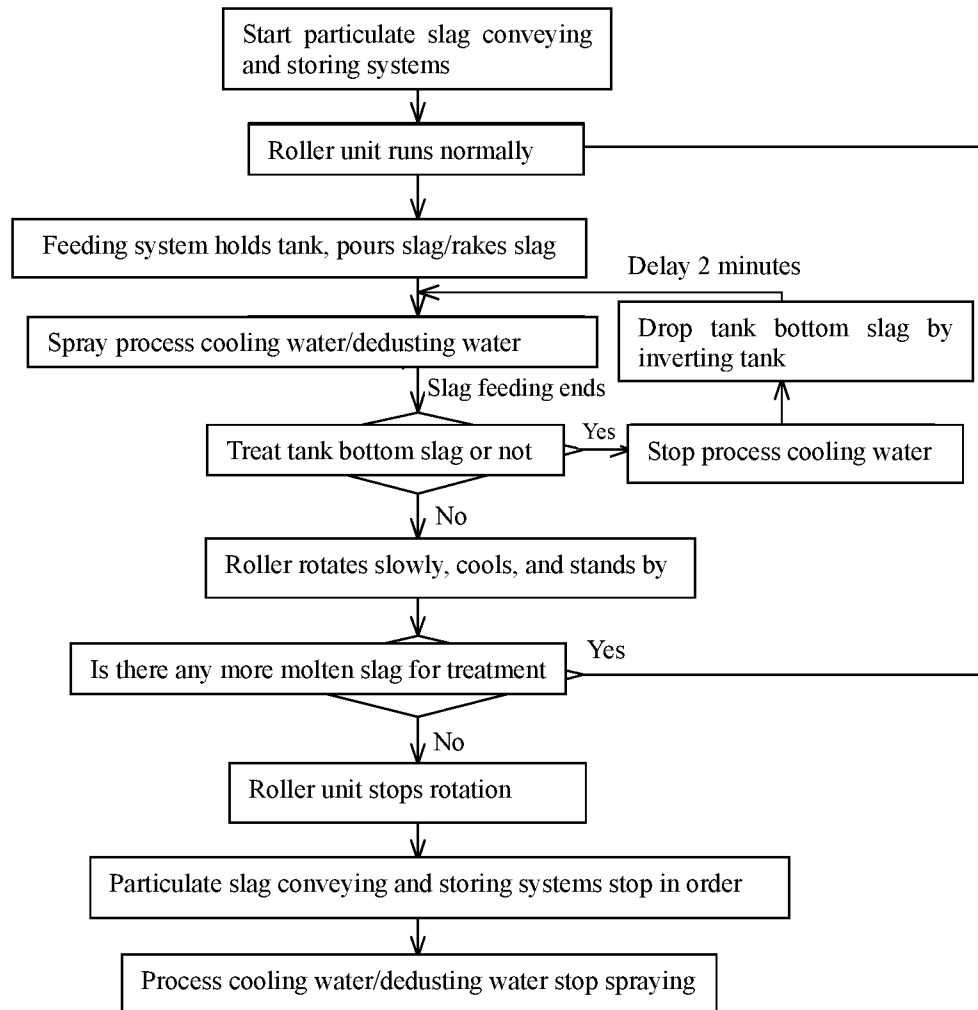 Start particulate slag conveying
and storing systems
Roller unit runs normally
Feeding system holds tank, pours slag/rakes slag
Delay 2 minutes
Spray process cooling water/dedusting water
Drop tank bottom slag by
inverting tank
Slag feeding ends
Treat tank bottom slag or not
Yes
Stop process cooling water
No
Roller rotates slowly, cools, and stands by
Is there any more molten slag for treatment
Yes
No
Roller unit stops rotation
Particulate slag conveying and storing systems stop in order
Process cooling water/dedusting water stop spraying